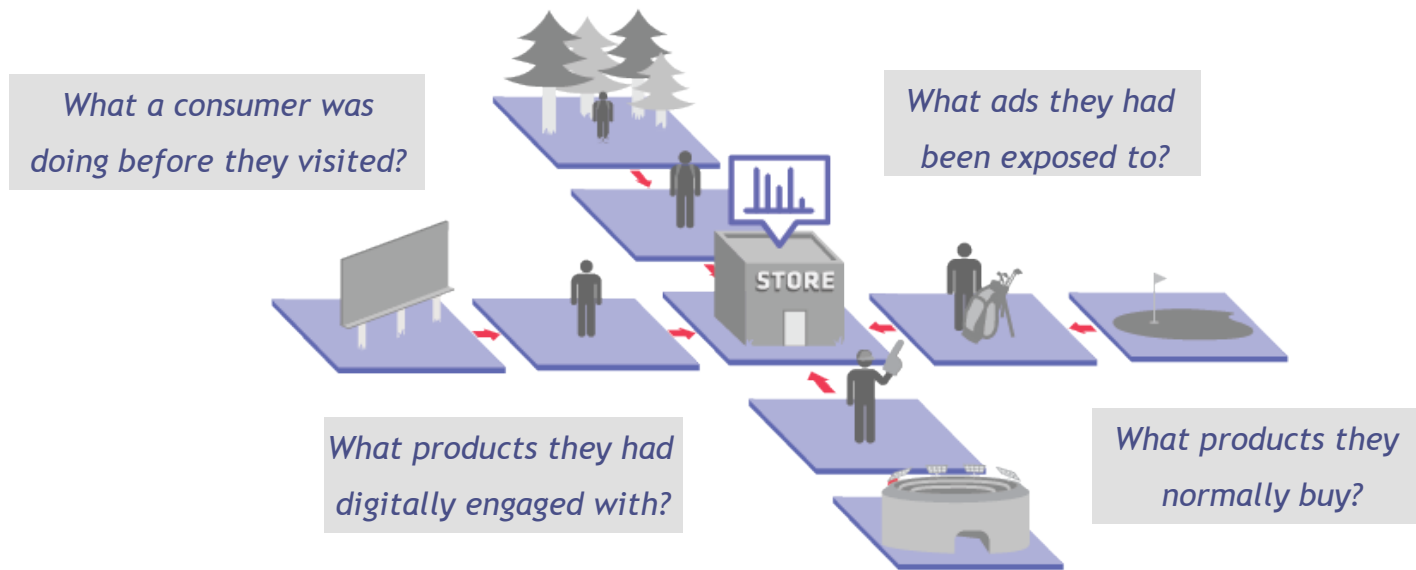 What a consumer was
doing before they visited?
What ads they had
been exposed to?
STORE
What products they had
digitally engaged with?
What products they
normally buy?